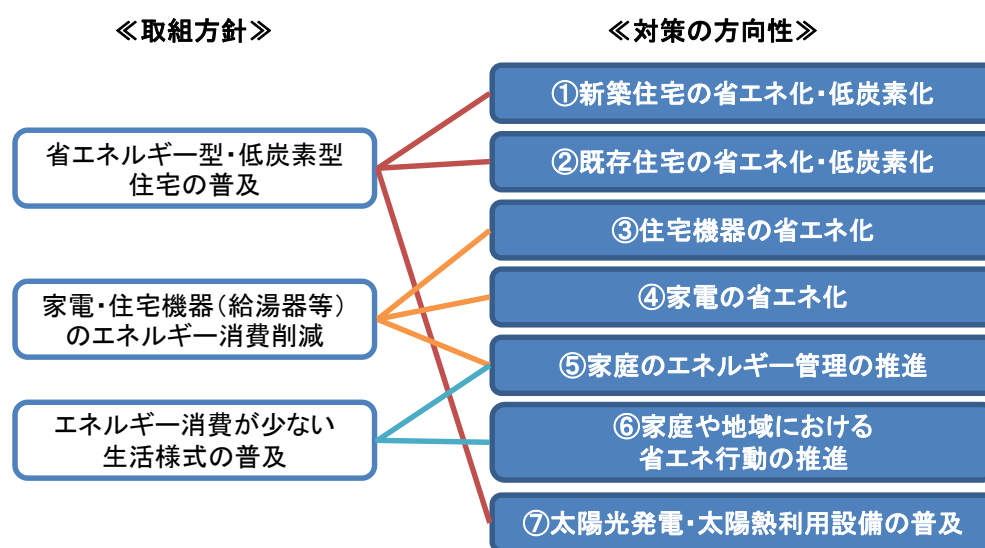 ≪取組方針≫
≪対策の方向性≫
省エネルギー型・低炭素型
住宅の普及
家電・住宅機器(給湯器等)
のエネルギー消費削減
エネルギー消費が少ない
生活様式の普及
①新築住宅の省エネ化・低炭素化
②既存住宅の省エネ化・低炭素化
③住宅機器の省エネ化
④家電の省エネ化
⑤家庭のエネルギー管理の推進
⑥家庭や地域における
省エネ行動の推進
⑦太陽光発電・太陽熱利用設備の普及